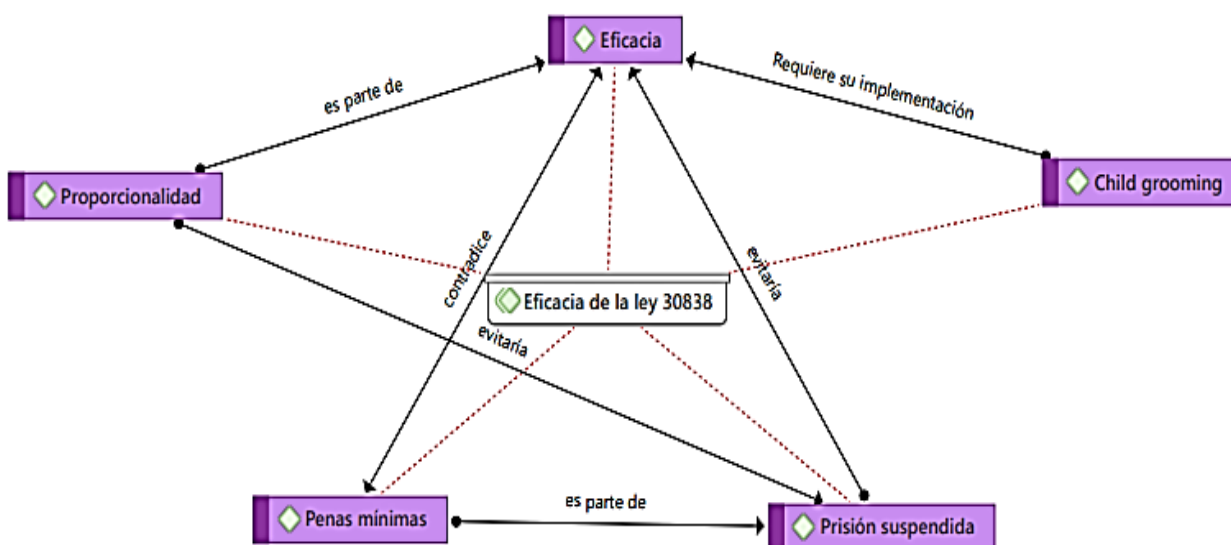 Eficacia
Requiere su implementación
es parte de
Proporcionalidad
Child grooming
contradice
evitaría
Eficacia de la ley 30838
evitaría
Penas mínimas
es parte de
Prisión suspendida